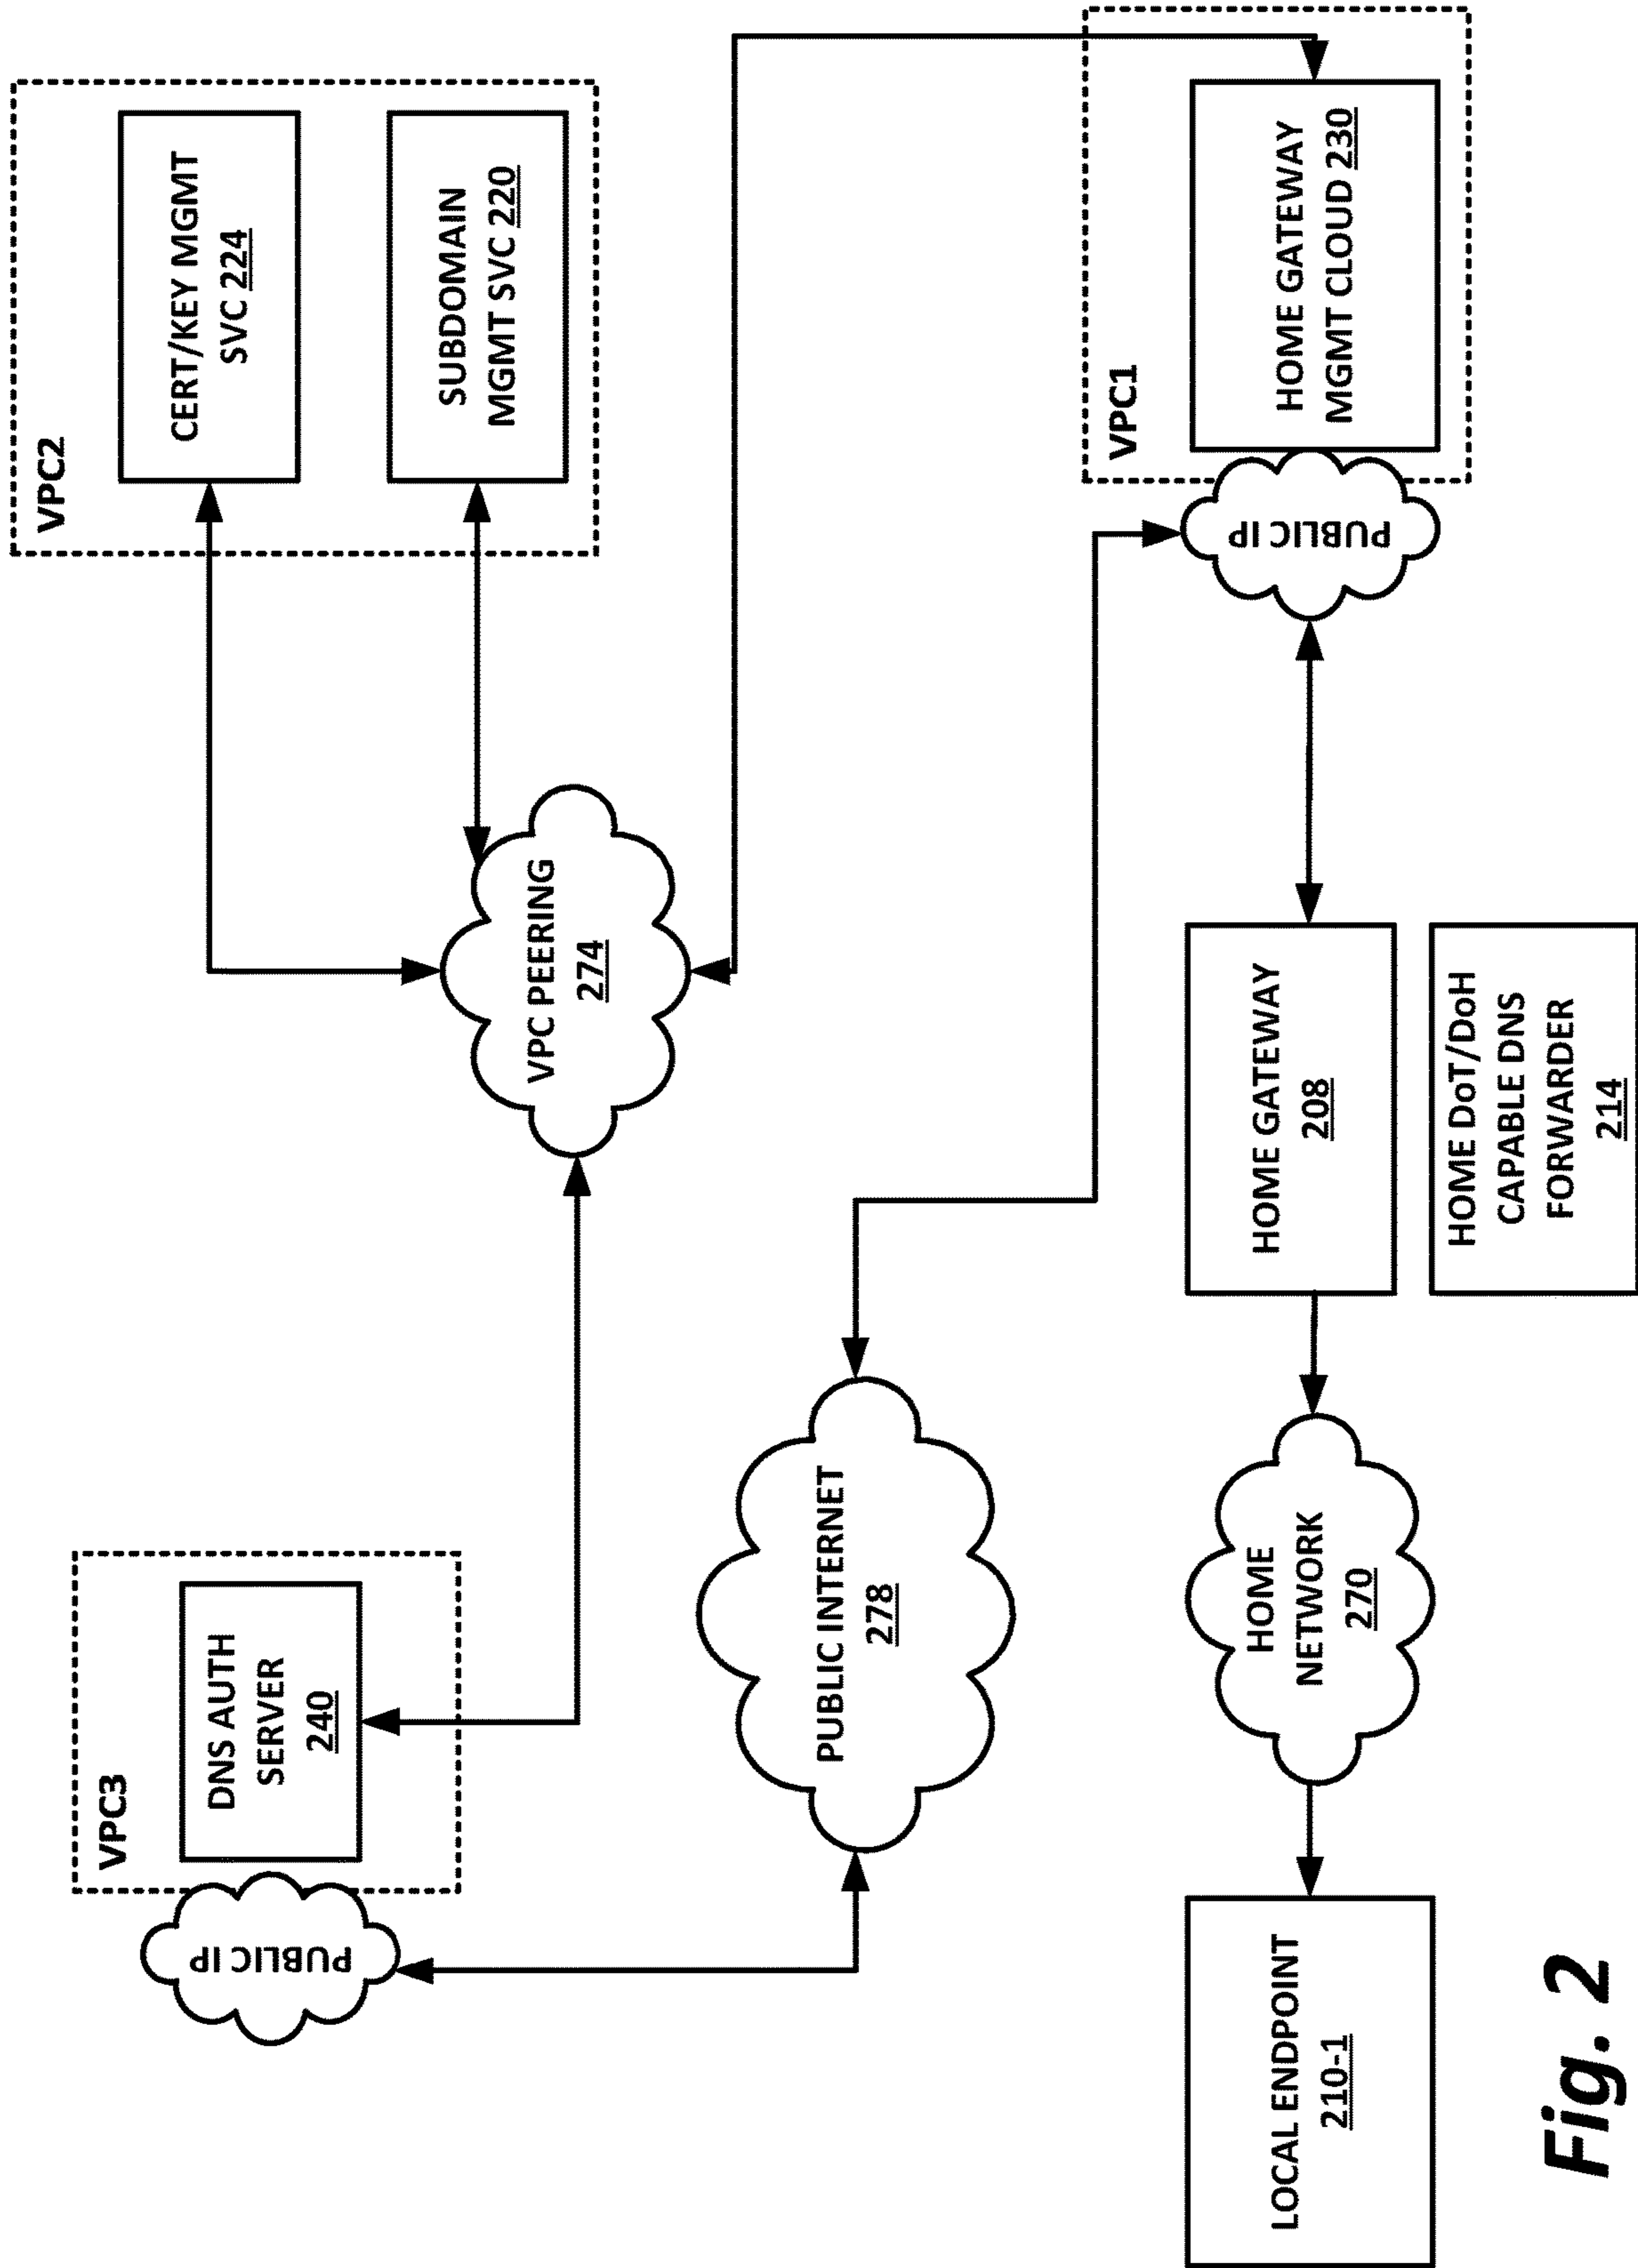 VPC3
DNS AUTH
SERVER
240
PUBLIC IP
VPC2
CERT/KEY MGMT
SVC 224
SUBDOMAIN
MGMT SVC 220
VPC PEERING
274
PUBLIC INTERNET
278
VPC1
HOME GATEWAY
MGMT CLOUD 230
PUBLIC IP
LOCAL ENDPOINT
210-1
HOME
NETWORK
270
HOME GATEWAY
208
HOME DoT/DoH
CAPABLE DNS
FORWARDER
214
Fig. 2